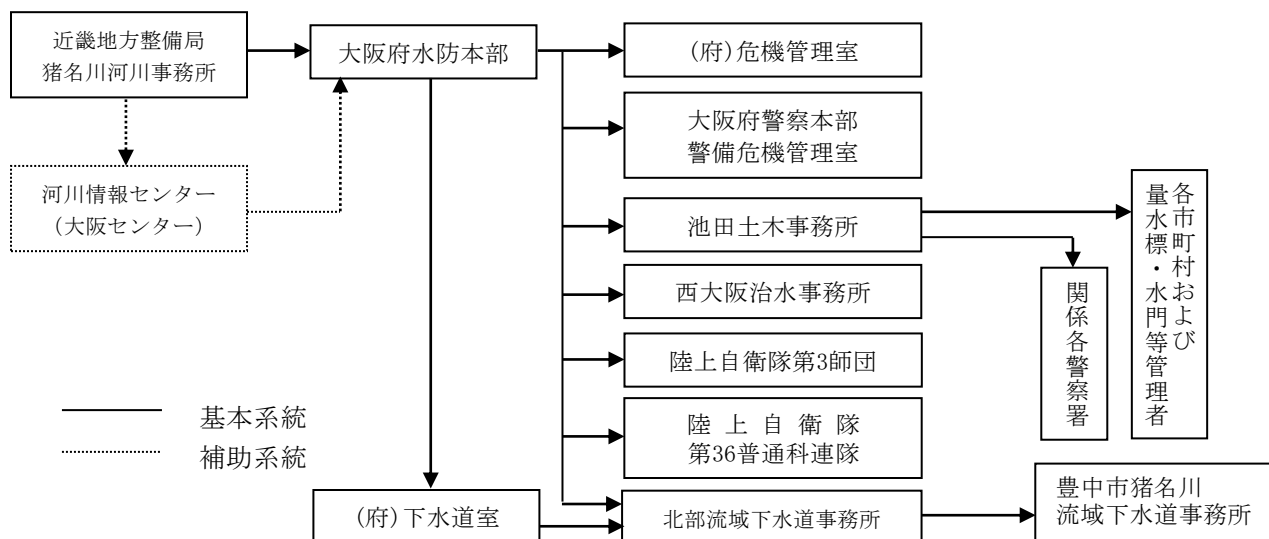 近畿地方整備局
猪名川河川事務所
大阪府水防本部
(府)危機管理室
大阪府警察本部
警備危機管理室
河川情報センター
(大阪センター)
池田土木事務所
各市町村および
量水標・水門等管理者
関係各警察署
西大阪治水事務所
陸上自衛隊第3師団
陸上自衛隊
第36普通科連隊
基本系統
補助系統
(府)下水道室
北部流域下水道事務所
豊中市猪名川
流域下水道事務所